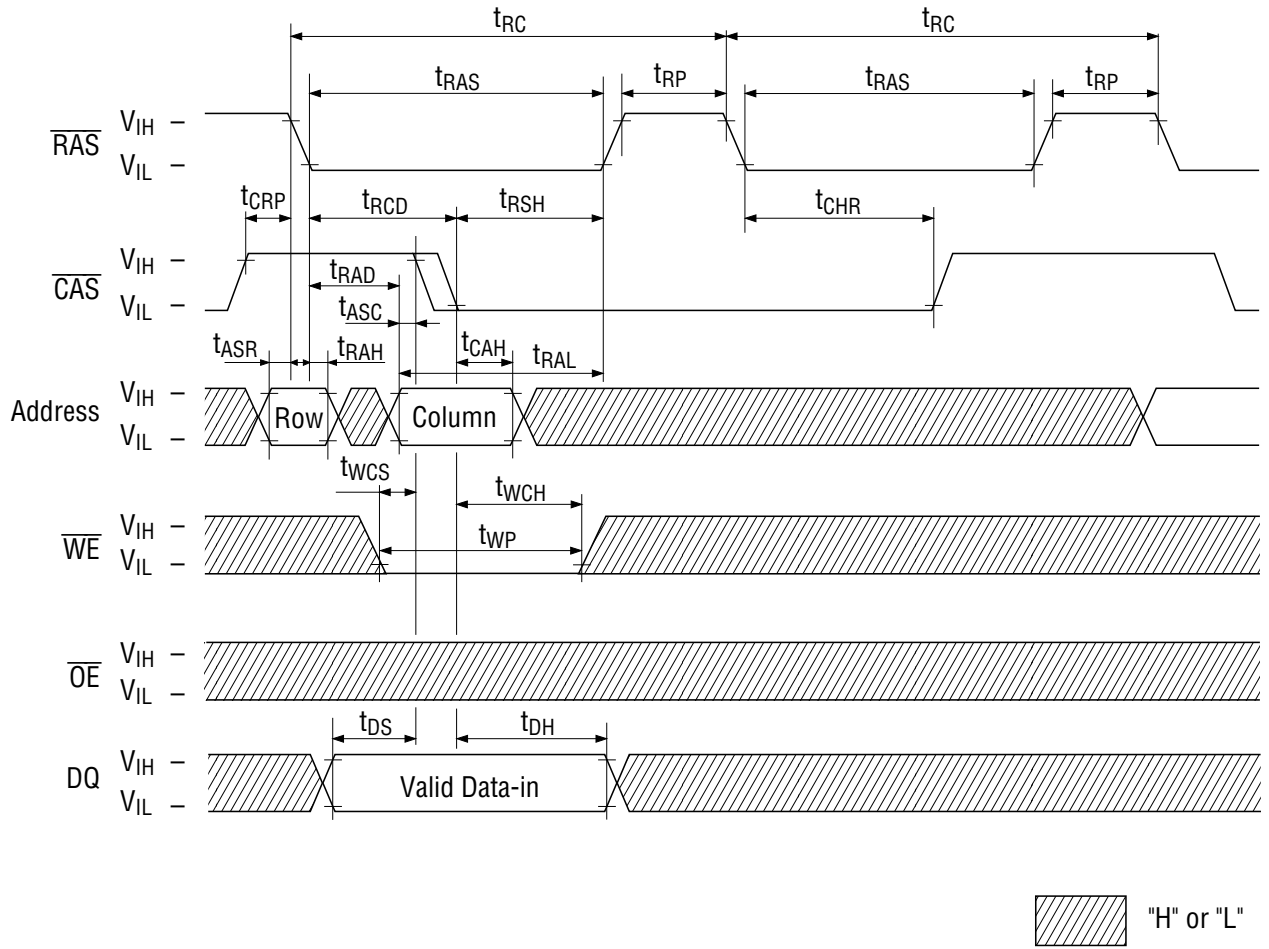 tRC tRC
tRAS tRP tRAS tRP
RAS VIH –
VIL –
tCRP tRCD tRSH tCHR
CAS VIH –
VIL –
tRAD
tASC
tASR tRAH tCAH tRAL
Address VIH –
VIL –
Row Column
tWCS tWCH
WE VIH –
VIL –
tWP
OE VIH –
VIL –
tDS tDH
DQ VIH –
VIL –
Valid Data-in
"H" or "L"